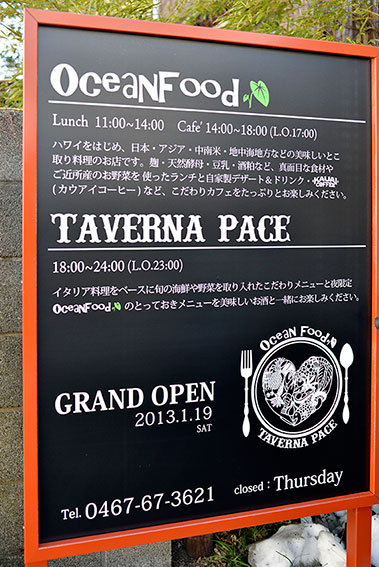 OceanFood
Lunch 11:00~14:00 Cafe' 14:00~18:00 (L.O.17:00)
ハワイをはじめ、日本・アジア・中南米・地中海地方などの美味しいとこ
取り料理のお店です。麹・天然酵母・豆乳・酒粕など、真面目な食材や
ご近所産のお野菜を使ったランチと自家製デザート＆ドリンク・KAUAI COFFEE
(カウアイコーヒー)など、こだわりカフェをたっぷりとお楽しみください。
TAVERNA PACE
18:00~24:00 (L.O.23:00)
イタリア料理をベースに旬の海鮮や野菜を取り入れたこだわりメニューと夜限定
OceanFood のとっておきメニューを美味しいお酒と一緒にお楽しみください。
Ocean Food
TAVERNA PACE
GRAND OPEN
2013.1.19
SAT
Tel. 0467-67-3621 closed : Thursday